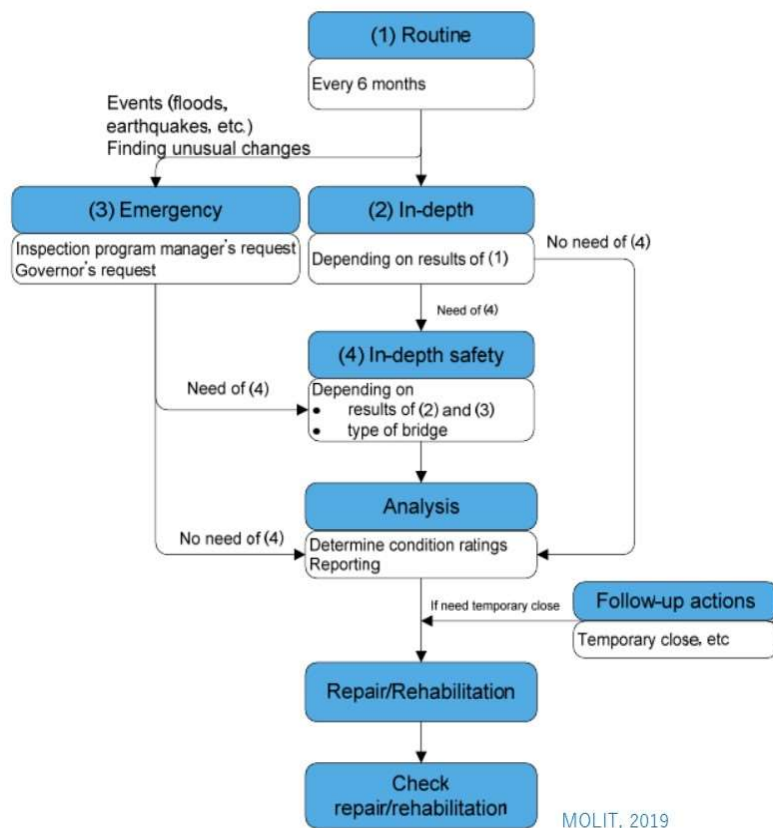 (1) Routine
Every 6 months
Events (floods,
earthquakes, etc.)
Finding unusual changes
(3) Emergency
Inspection program manager's request
Governor's request
(2) In-depth
Depending on results of (1)
No need of (4)
Need of (4)
(4) In-depth safety
Depending on
• results of (2) and (3)
• type of bridge
Need of (4)
Analysis
Determine condition ratings
Reporting
No need of (4)
If need temporary close
Follow-up actions
Temporary close, etc
Repair/Rehabilitation
Check
repair/rehabilitation
MOLIT, 2019